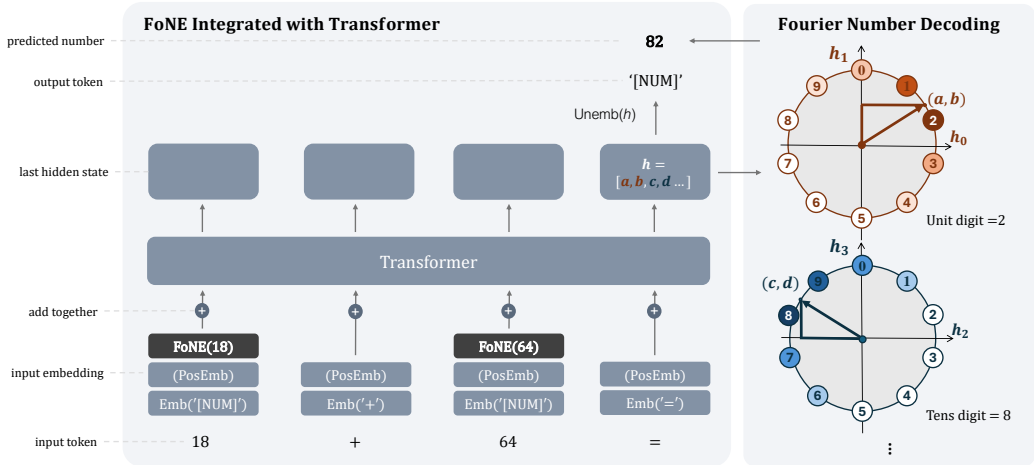 FoNE Integrated with Transformer
predicted number
82
output token
'[NUM]'
Unemb(h)
last hidden state
h =
[a, b, c, d ...]
Transformer
add together
+
+
+
+
FoNE(18)
FoNE(64)
input embedding
(PosEmb)
(PosEmb)
(PosEmb)
(PosEmb)
Emb('[NUM]')
Emb('+')
Emb('[NUM]')
Emb('=')
input token
18
+
64
=
Fourier Number Decoding
h₁
0
9
1
(a, b)
8
2
h₀
7
3
6
4
5
Unit digit =2
h₃
0
9
1
(c, d)
8
2
h₂
7
3
6
4
5
Tens digit = 8
⋮